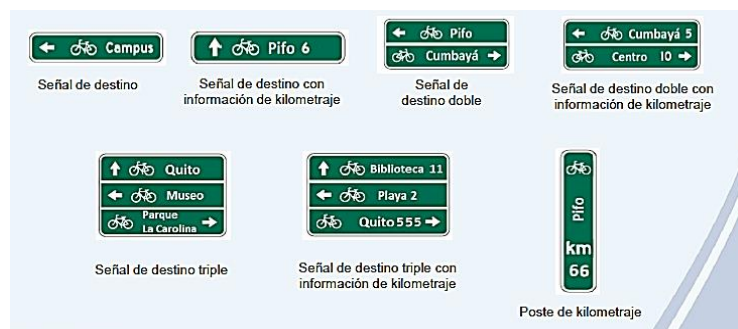 Campus
Señal de destino
Pifo 6
Señal de destino con
información de kilometraje
Pifo
Cumbayá
Señal de
destino doble
Cumbayá 5
Centro 10
Señal de destino doble con
información de kilometraje
Quito
Museo
Parque
La Carolina
Señal de destino triple
Biblioteca 11
Playa 2
Quito 555
Señal de destino triple con
información de kilometraje
Pifo
km
66
Poste de kilometraje